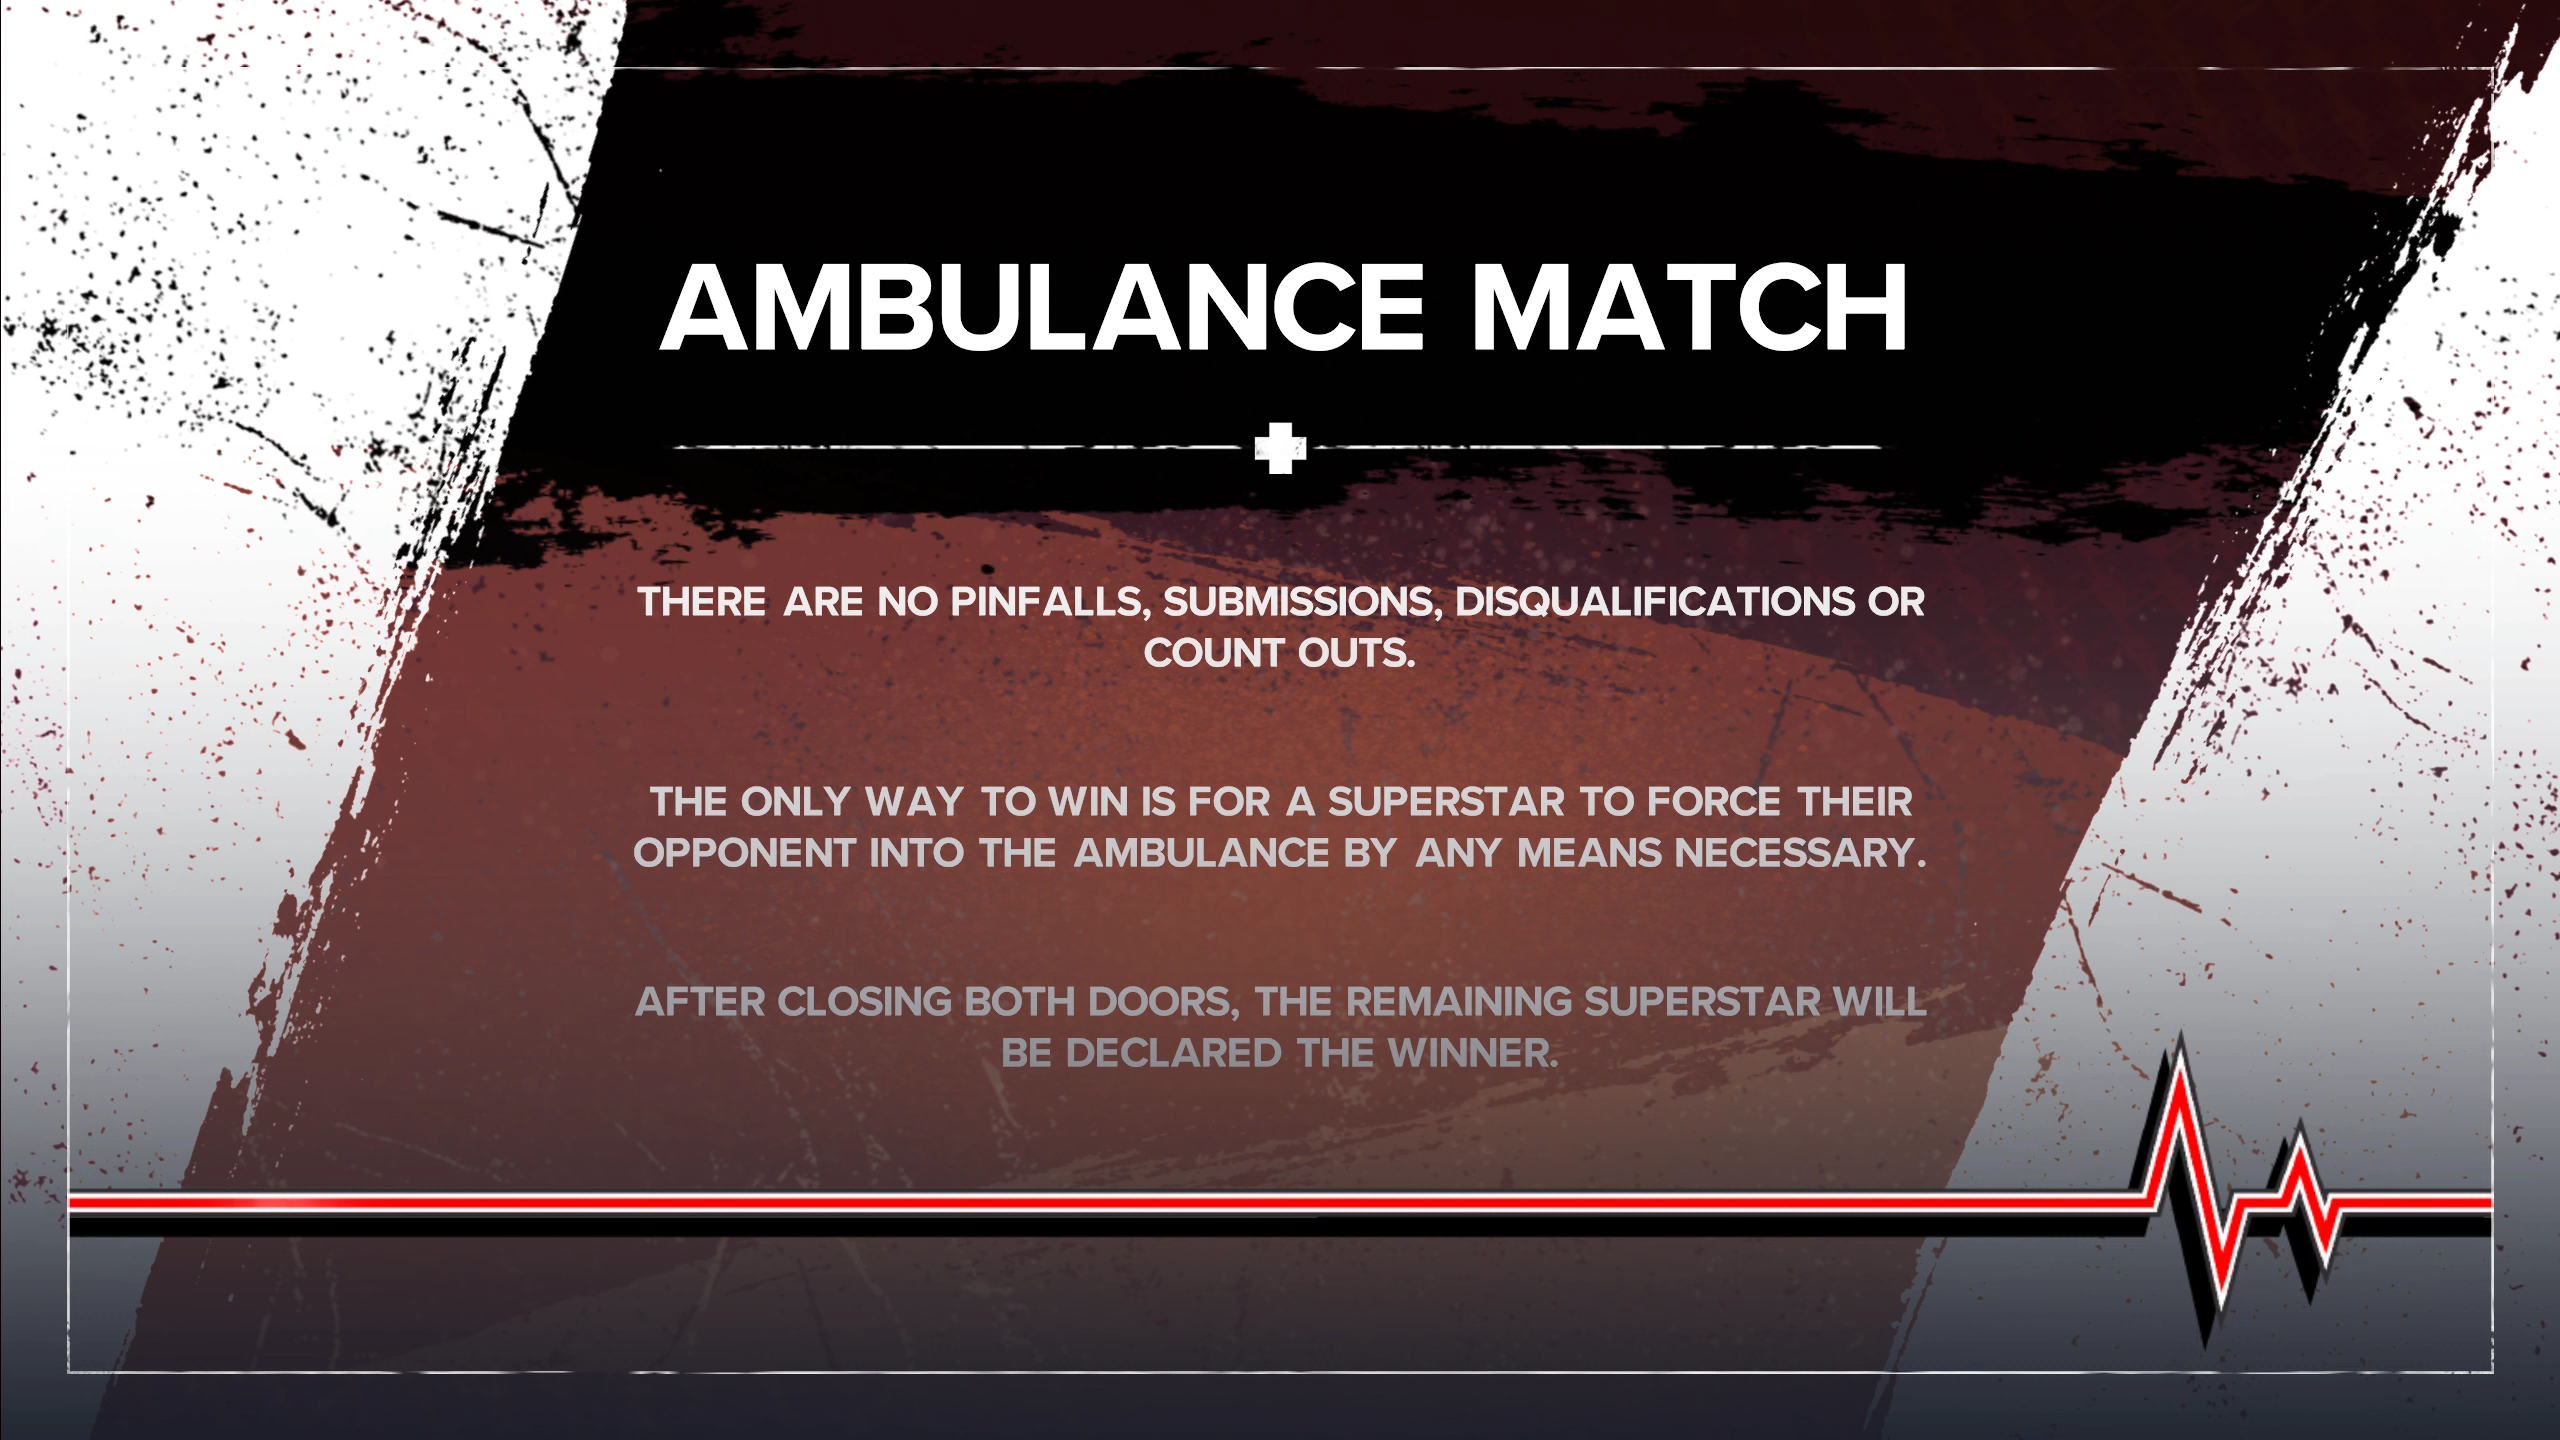 AMBULANCE MATCH
THERE ARE NO PINFALLS, SUBMISSIONS, DISQUALIFICATIONS OR
COUNT OUTS.
THE ONLY WAY TO WIN IS FOR A SUPERSTAR TO FORCE THEIR
OPPONENT INTO THE AMBULANCE BY ANY MEANS NECESSARY.
AFTER CLOSING BOTH DOORS, THE REMAINING SUPERSTAR WILL
BE DECLARED THE WINNER.